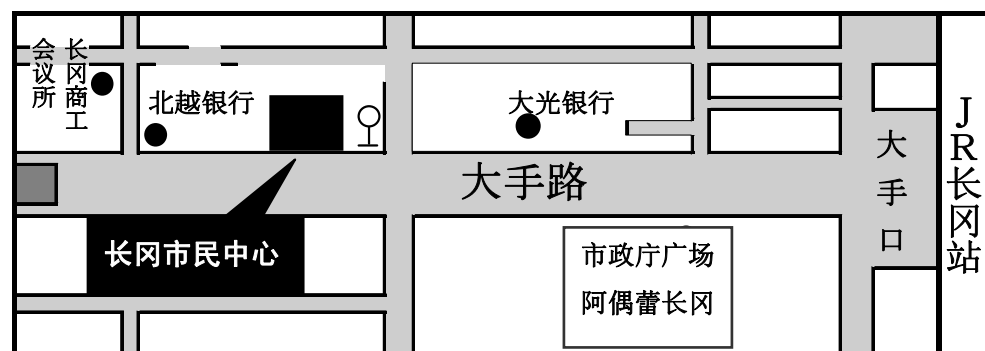 长冈商工
会议所
北越银行
大光银行
大手路
大手口
JR长冈站
长冈市民中心
市政厅广场
阿偶蕾长冈